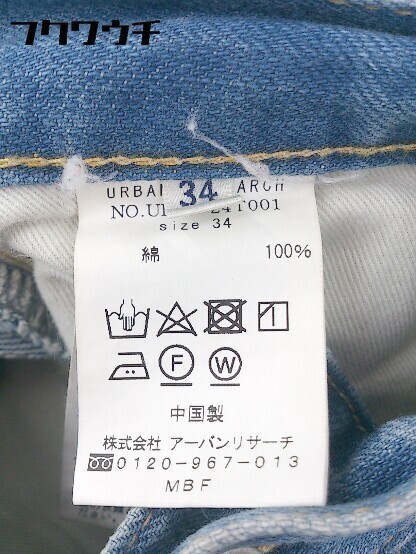 フクウウチ
URBAN 34 ARCH
NO.U 24T001
size 34
綿 100%
F W
中国製
株式会社 アーバンリサーチ
0120-967-013
MBF